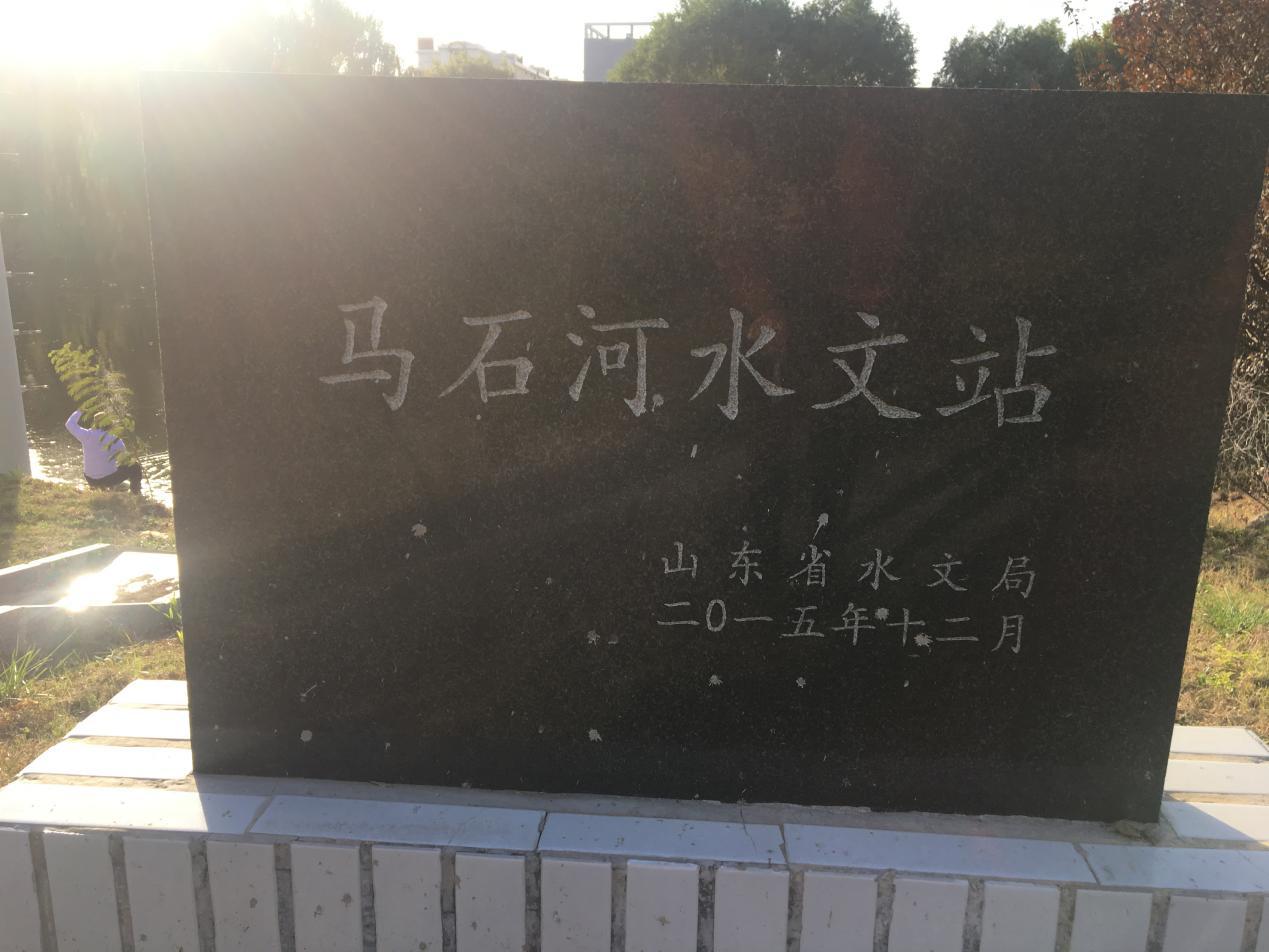 马石河水文站
山东省水文局
二0一五年十二月